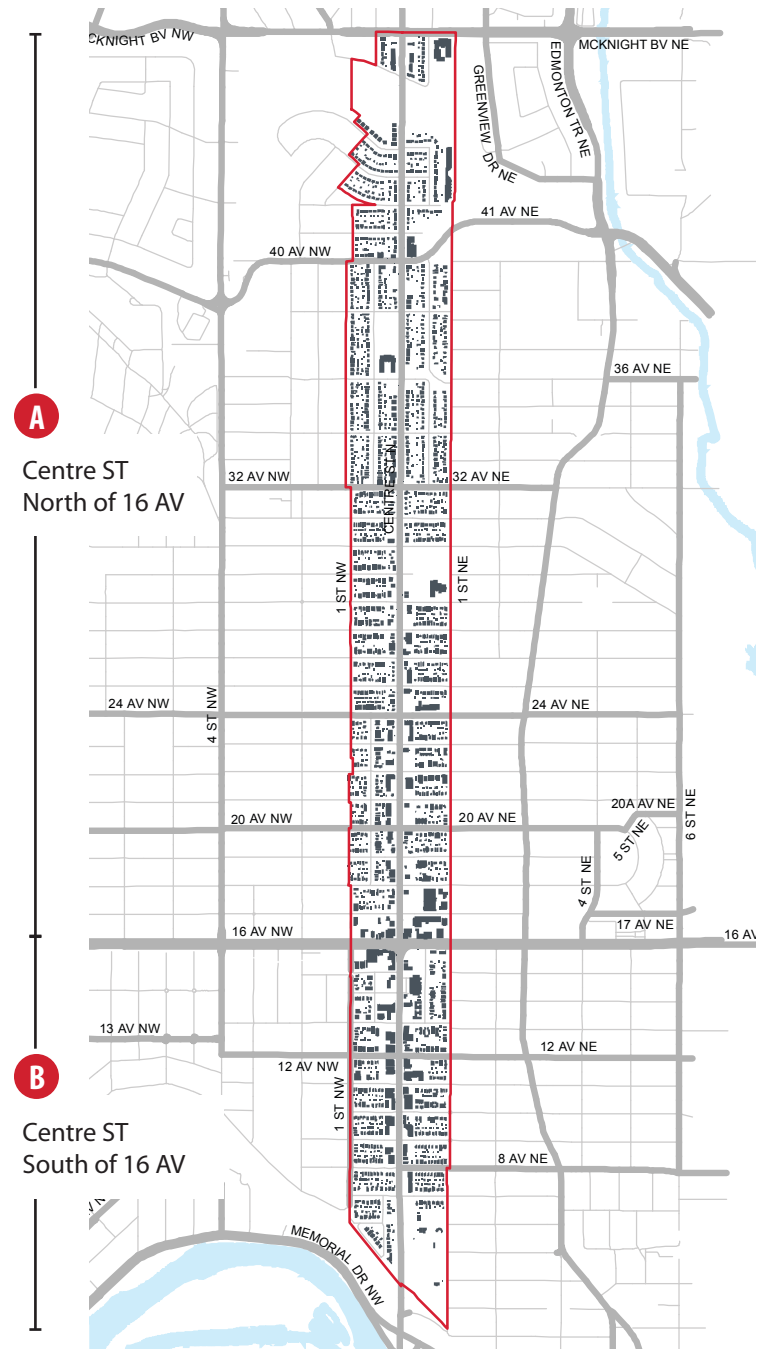 CKNIGHT BV NW
MCKNIGHT BV NE
GREENVIEW DR NE
EDMONTON TR NE
41 AV NE
40 AV NW
36 AV NE
A
Centre ST
North of 16 AV
32 AV NW
CENTRE ST N
32 AV NE
1 ST NW
1 ST NE
4 ST NW
24 AV NW
24 AV NE
20A AV NE
6 ST NE
20 AV NW
20 AV NE
5 ST NE
4 ST NE
17 AV NE
16 AV NW
16 AV
13 AV NW
12 AV NE
12 AV NW
B
1 ST NW
Centre ST
South of 16 AV
8 AV NE
MEMORIAL DR NW